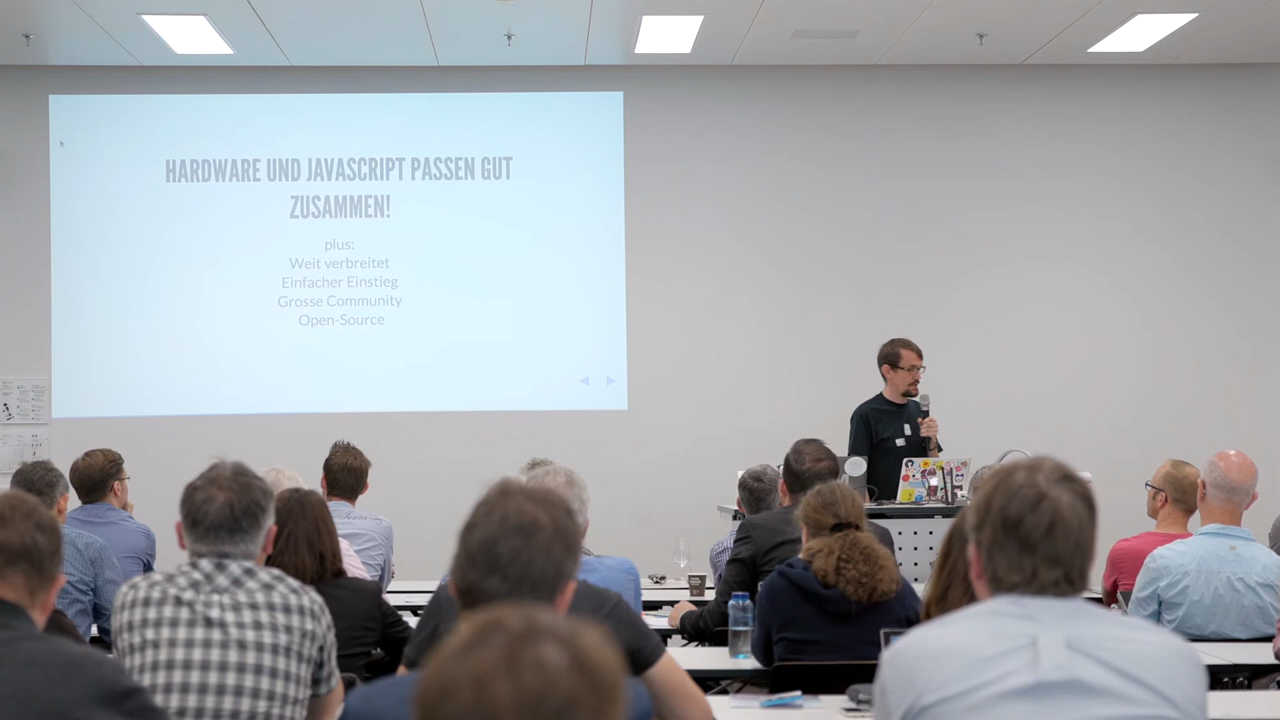 HARDWARE UND JAVASCRIPT PASSEN GUT
ZUSAMMEN!
plus:
Weit verbreitet
Einfacher Einstieg
Grosse Community
Open-Source